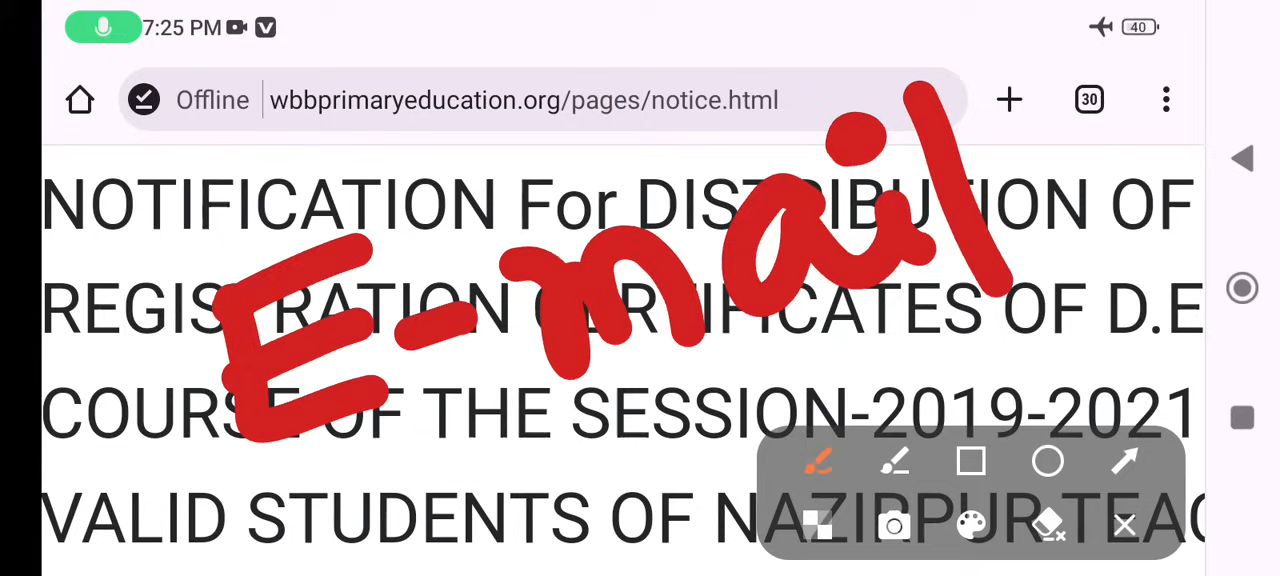 7:25 PM
40
Offline wbbprimaryeducation.org/pages/notice.html
30
NOTIFICATION For DISTRIBUTION OF
REGISTRATION CERTIFICATES OF D.E
COURSE OF THE SESSION-2019-2021
VALID STUDENTS OF NAZIRPUR TEAC
E-mail